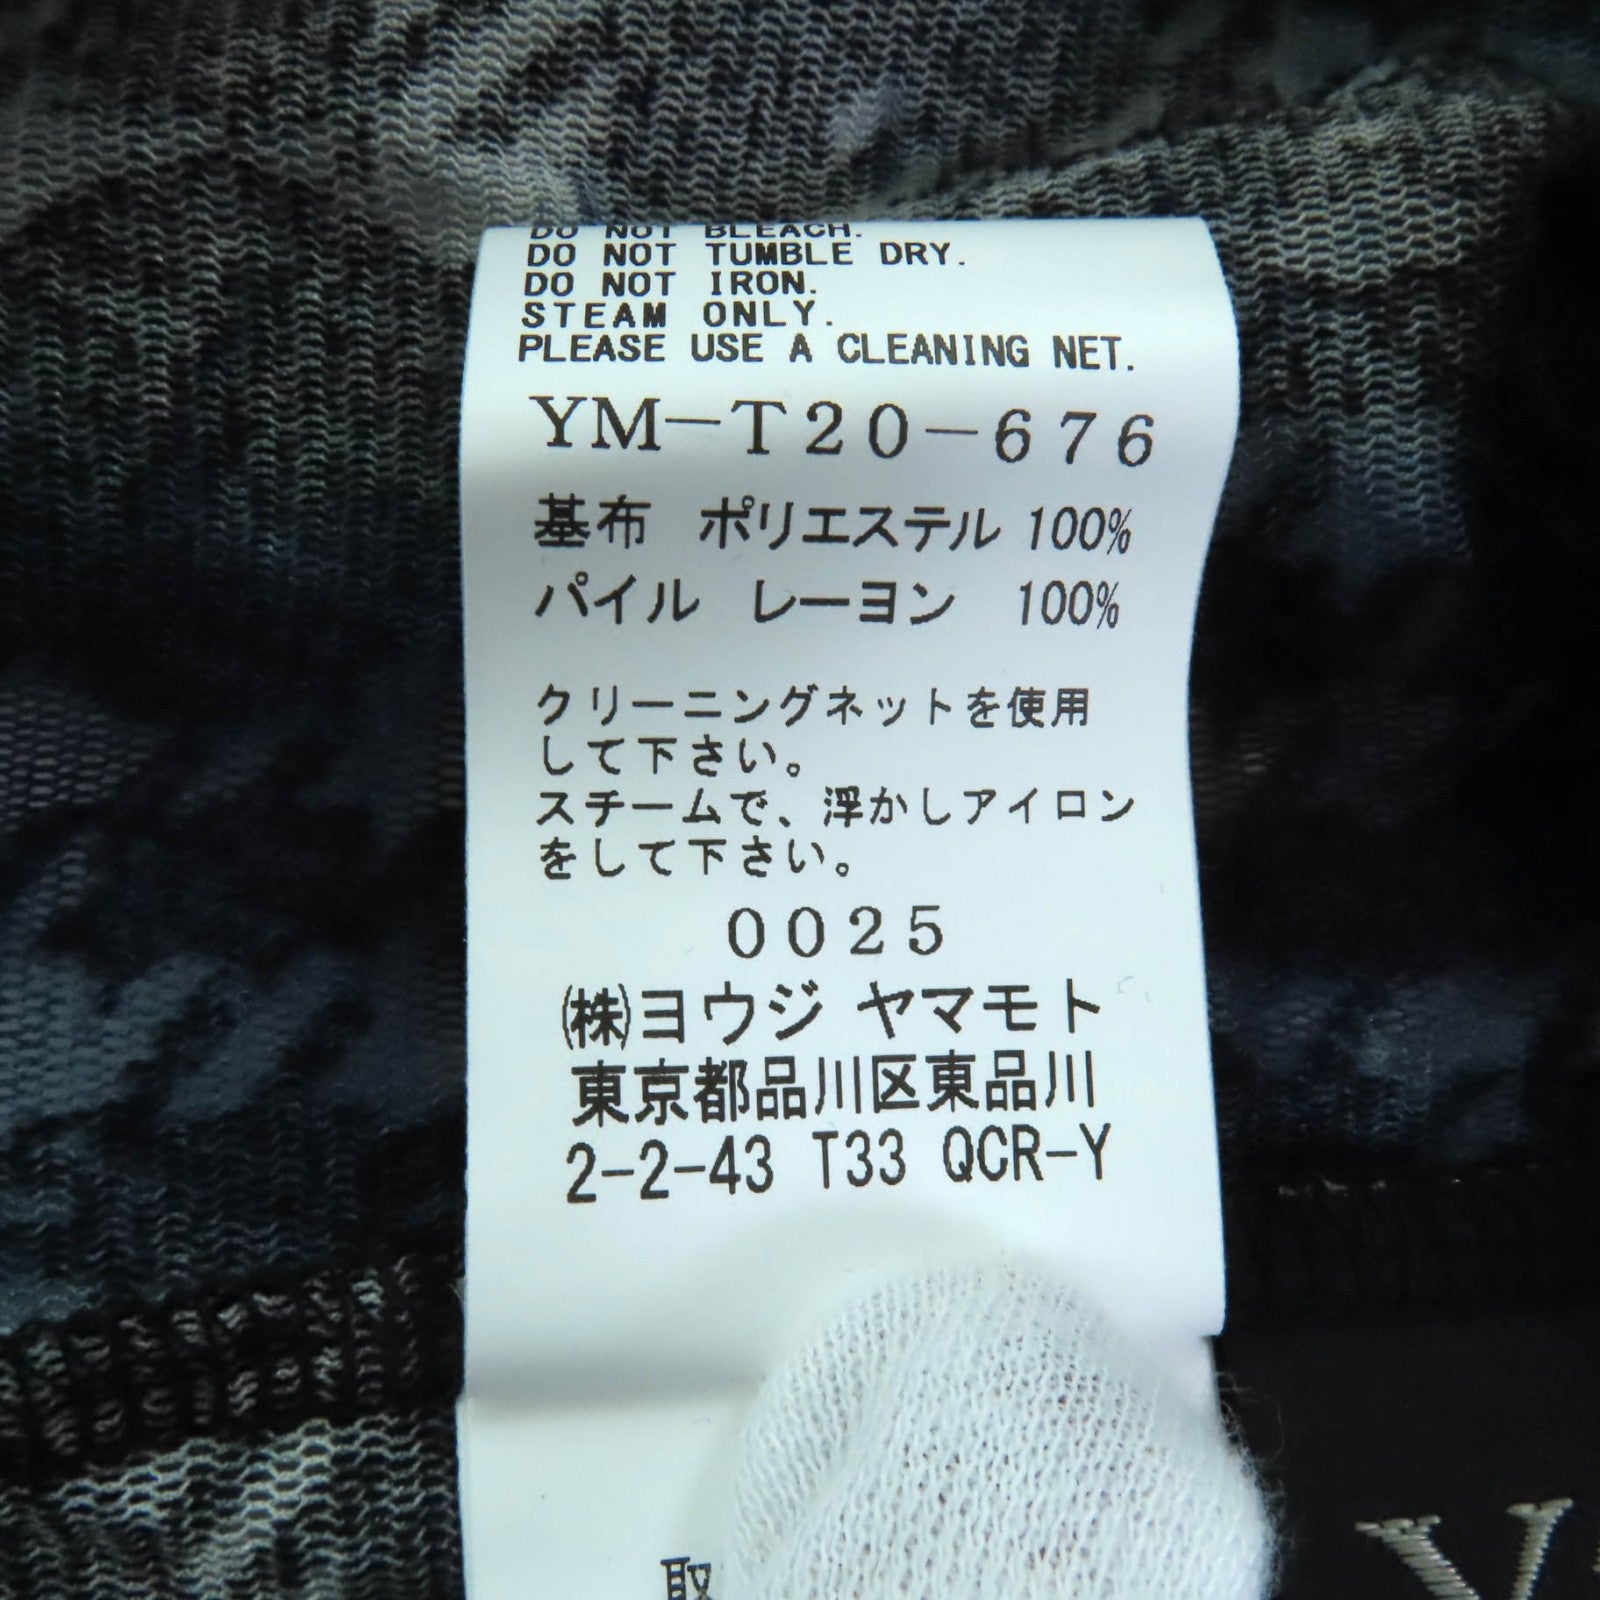 DO NOT BLEACH.
DO NOT TUMBLE DRY.
DO NOT IRON.
STEAM ONLY.
PLEASE USE A CLEANING NET.
YM-T20-676
基布 ポリエステル 100%
パイル レーヨン 100%
クリーニングネットを使用
して下さい。
スチームで、浮かしアイロン
をして下さい。
0025
(株)ヨウジ ヤマモト
東京都品川区東品川
2-2-43 T33 QCR-Y
取